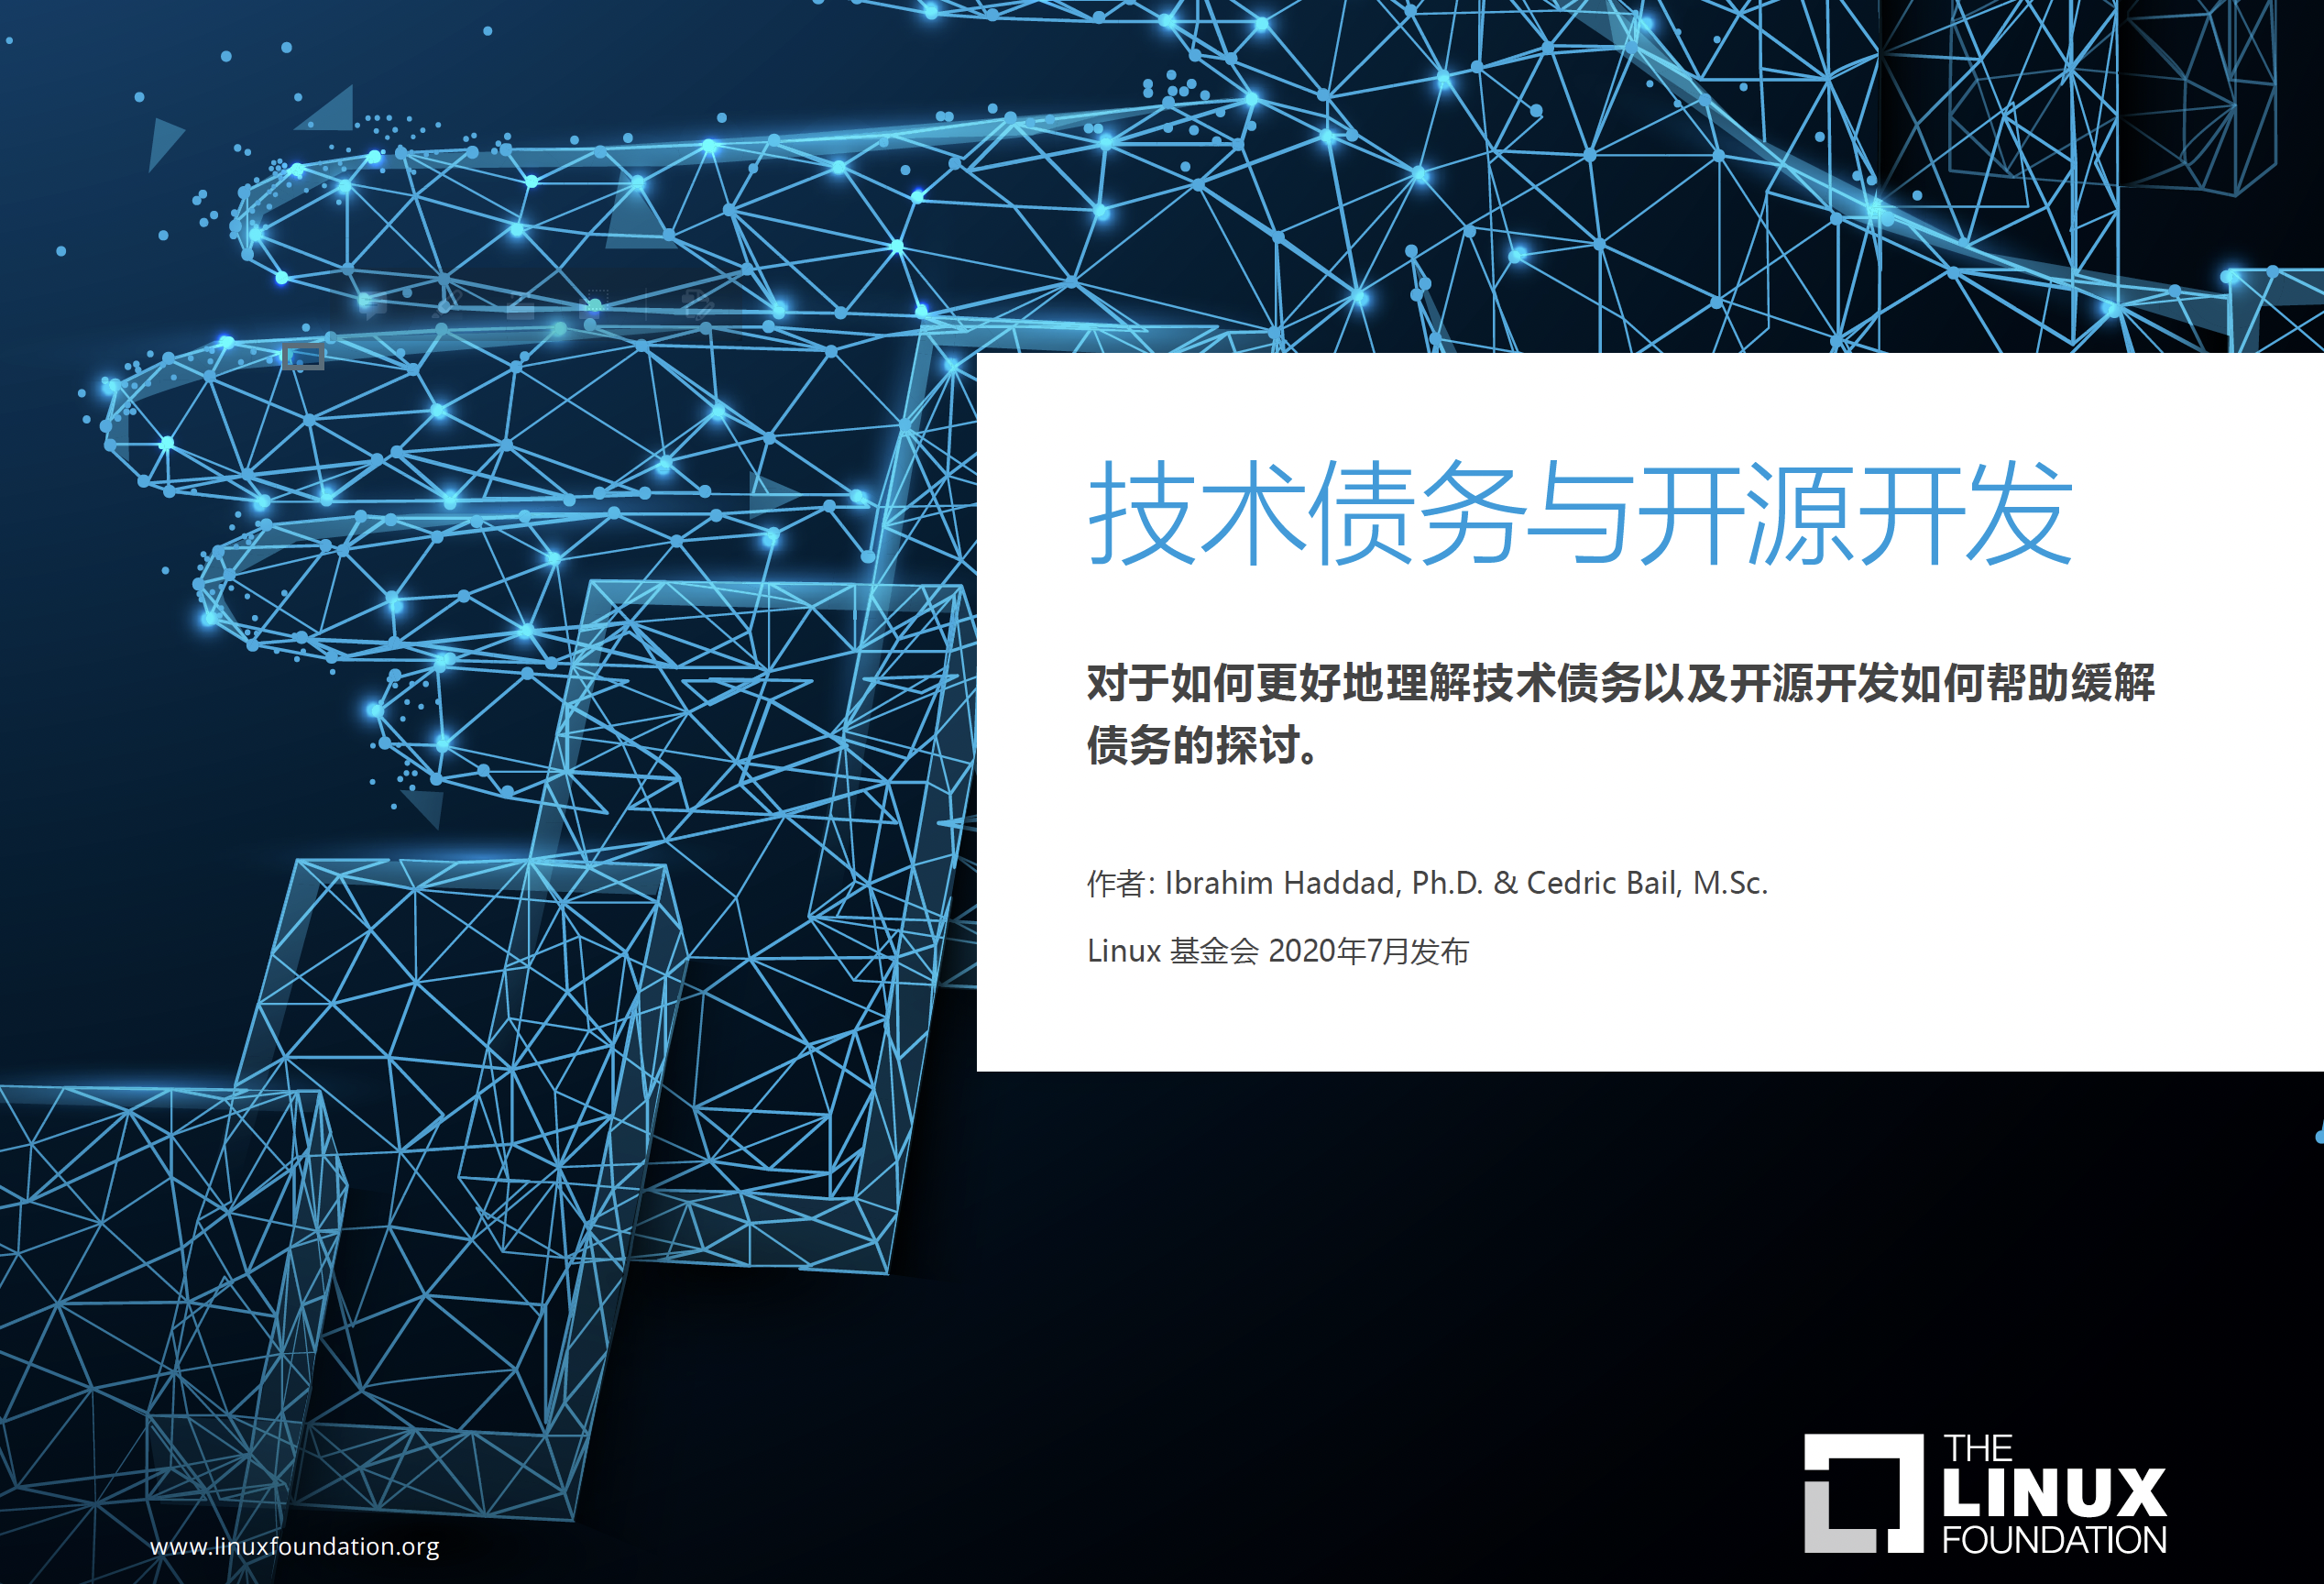 技术债务与开源开发
对于如何更好地理解技术债务以及开源开发如何帮助缓解
债务的探讨。
作者: Ibrahim Haddad, Ph.D. & Cedric Bail, M.Sc.
Linux 基金会 2020年7月发布
THE
LINUX
FOUNDATION
www.linuxfoundation.org